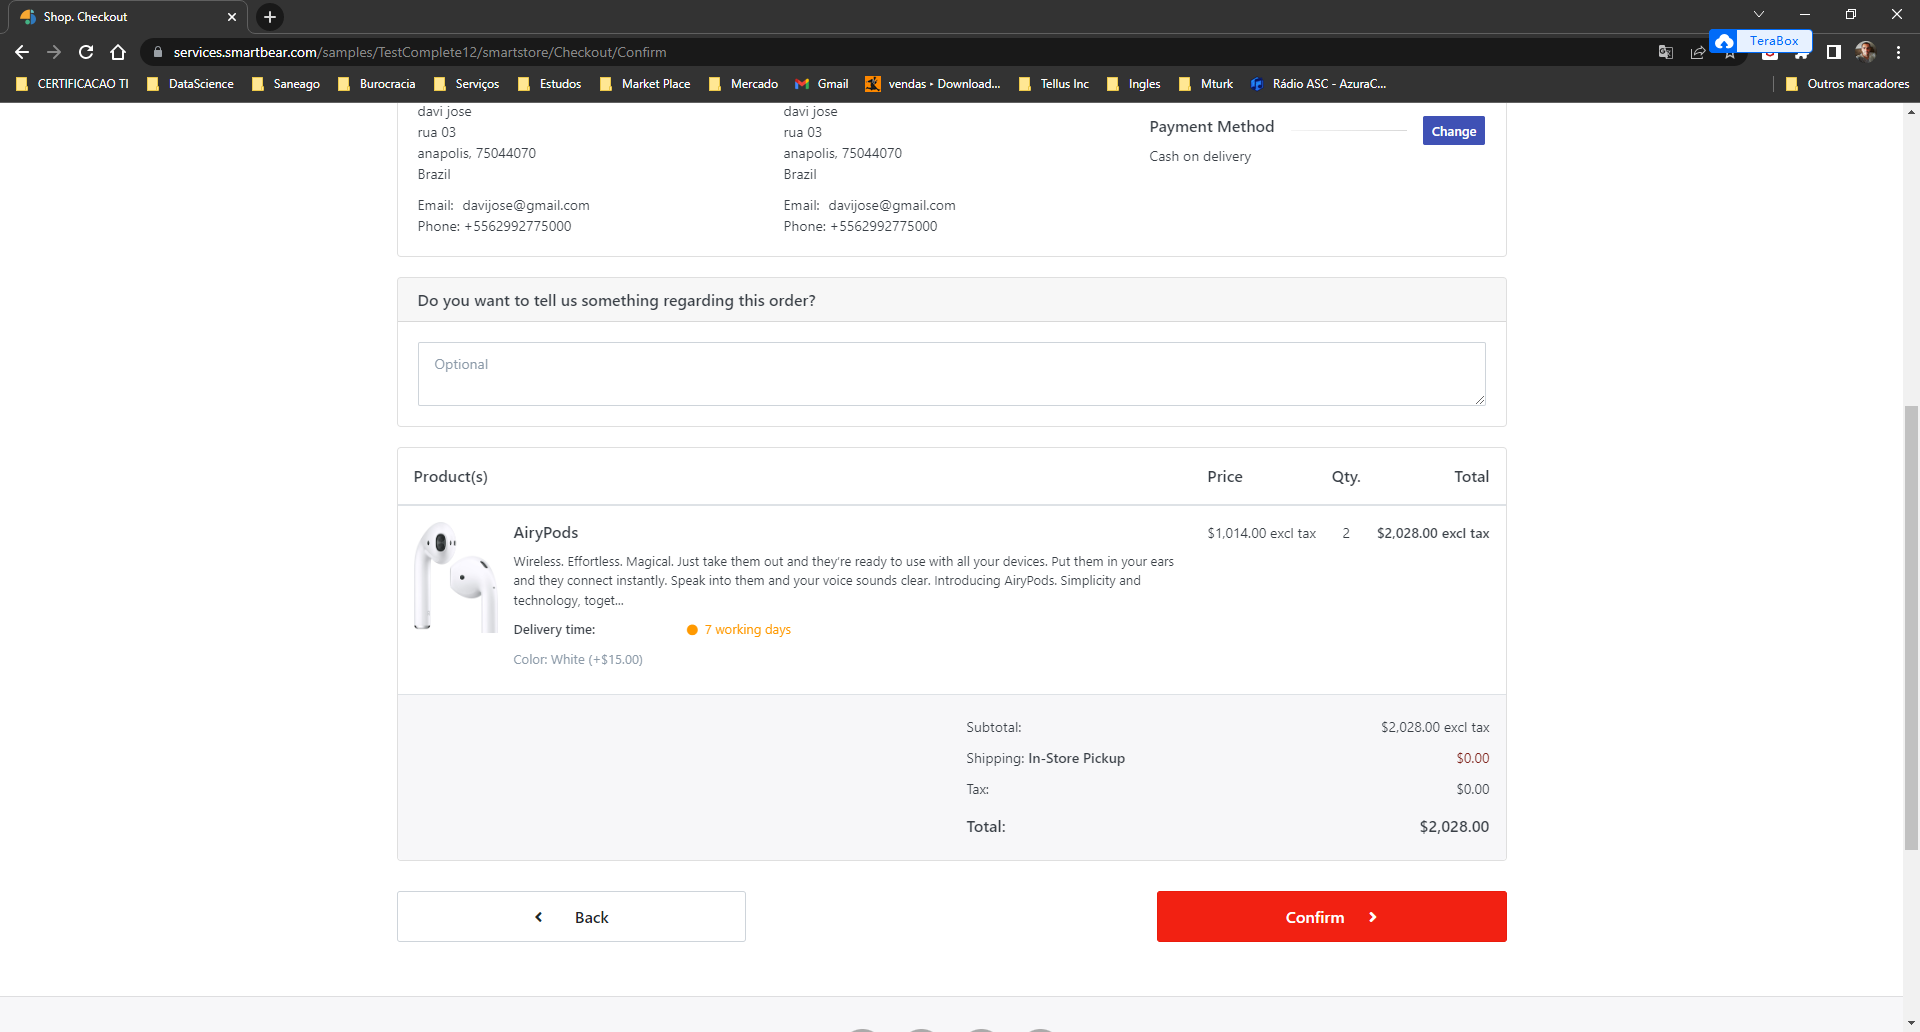 Shop. Checkout
services.smartbear.com/samples/TestComplete12/smartstore/Checkout/Confirm
TeraBox
CERTIFICACAO TI
DataScience
Saneago
Burocracia
Serviços
Estudos
Market Place
Mercado
Gmail
vendas ‣ Download...
Tellus Inc
Ingles
Mturk
Rádio ASC - AzuraC...
Outros marcadores
davi jose
rua 03
anapolis, 75044070
Brazil
Email: davijose@gmail.com
Phone: +5562992775000
davi jose
rua 03
anapolis, 75044070
Brazil
Email: davijose@gmail.com
Phone: +5562992775000
Payment Method
Change
Cash on delivery
Do you want to tell us something regarding this order?
Optional
Product(s) Price Qty. Total
AiryPods
$1,014.00 excl tax 2 $2,028.00 excl tax
Wireless. Effortless. Magical. Just take them out and they're ready to use with all your devices. Put them in your ears
and they connect instantly. Speak into them and your voice sounds clear. Introducing AiryPods. Simplicity and
technology, toget...
Delivery time: 7 working days
Color: White (+$15.00)
Subtotal: $2,028.00 excl tax
Shipping: In-Store Pickup $0.00
Tax: $0.00
Total: $2,028.00
Back
Confirm